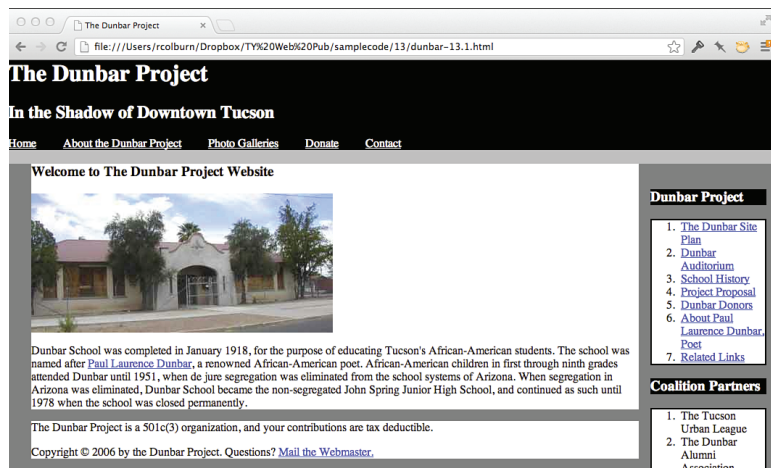 The Dunbar Project
file:///Users/rcolburn/Dropbox/TY%20Web%20Pub/samplecode/13/dunbar-13.1.html
The Dunbar Project
In the Shadow of Downtown Tucson
Home About the Dunbar Project Photo Galleries Donate Contact
Welcome to The Dunbar Project Website
Dunbar School was completed in January 1918, for the purpose of educating Tucson's African-American students. The school was
named after Paul Laurence Dunbar, a renowned African-American poet. African-American children in first through ninth grades
attended Dunbar until 1951, when de jure segregation was eliminated from the school systems of Arizona. When segregation in
Arizona was eliminated, Dunbar School became the non-segregated John Spring Junior High School, and continued as such until
1978 when the school was closed permanently.
The Dunbar Project is a 501c(3) organization, and your contributions are tax deductible.
Copyright © 2006 by the Dunbar Project. Questions? Mail the Webmaster.
Dunbar Project
1. The Dunbar Site
Plan
2. Dunbar
Auditorium
3. School History
4. Project Proposal
5. Dunbar Donors
6. About Paul
Laurence Dunbar,
Poet
7. Related Links
Coalition Partners
1. The Tucson
Urban League
2. The Dunbar
Alumni
Association